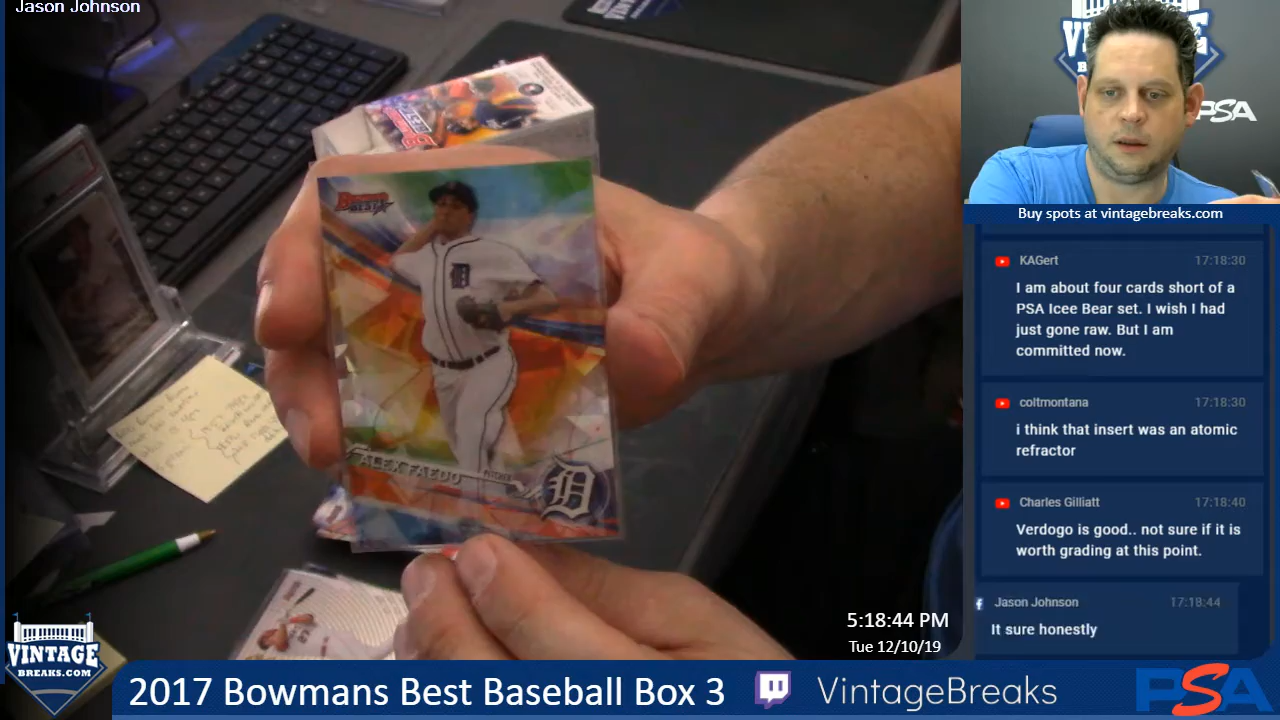 Jason Johnson
BOWMAN'S
BEST
ALEX FAEDO
PITCHER
D
VINTAGE
BREAKS.COM
PSA
Buy spots at vintagebreaks.com
KAGert 17:18:30
I am about four cards short of a
PSA Icee Bear set. I wish I had
just gone raw. But I am
committed now.
coltmontana 17:18:30
i think that insert was an atomic
refractor
Charles Gilliatt 17:18:40
Verdogo is good.. not sure if it is
worth grading at this point.
Jason Johnson 17:18:44
It sure honestly
5:18:44 PM
Tue 12/10/19
2017 Bowmans Best Baseball Box 3
VintageBreaks
PSA